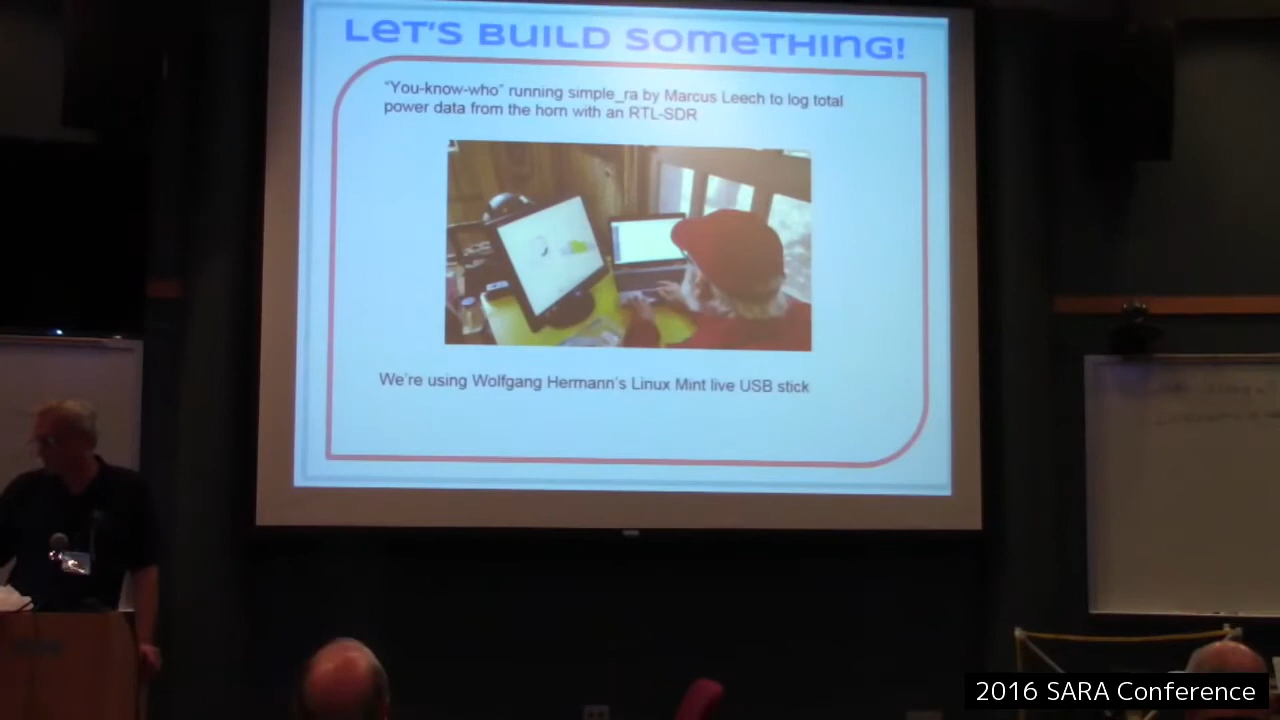 LET'S BUILD SOMETHING!
"You-know-who" running simple_ra by Marcus Leech to log total
power data from the horn with an RTL-SDR
We're using Wolfgang Hermann's Linux Mint live USB stick
2016 SARA Conference